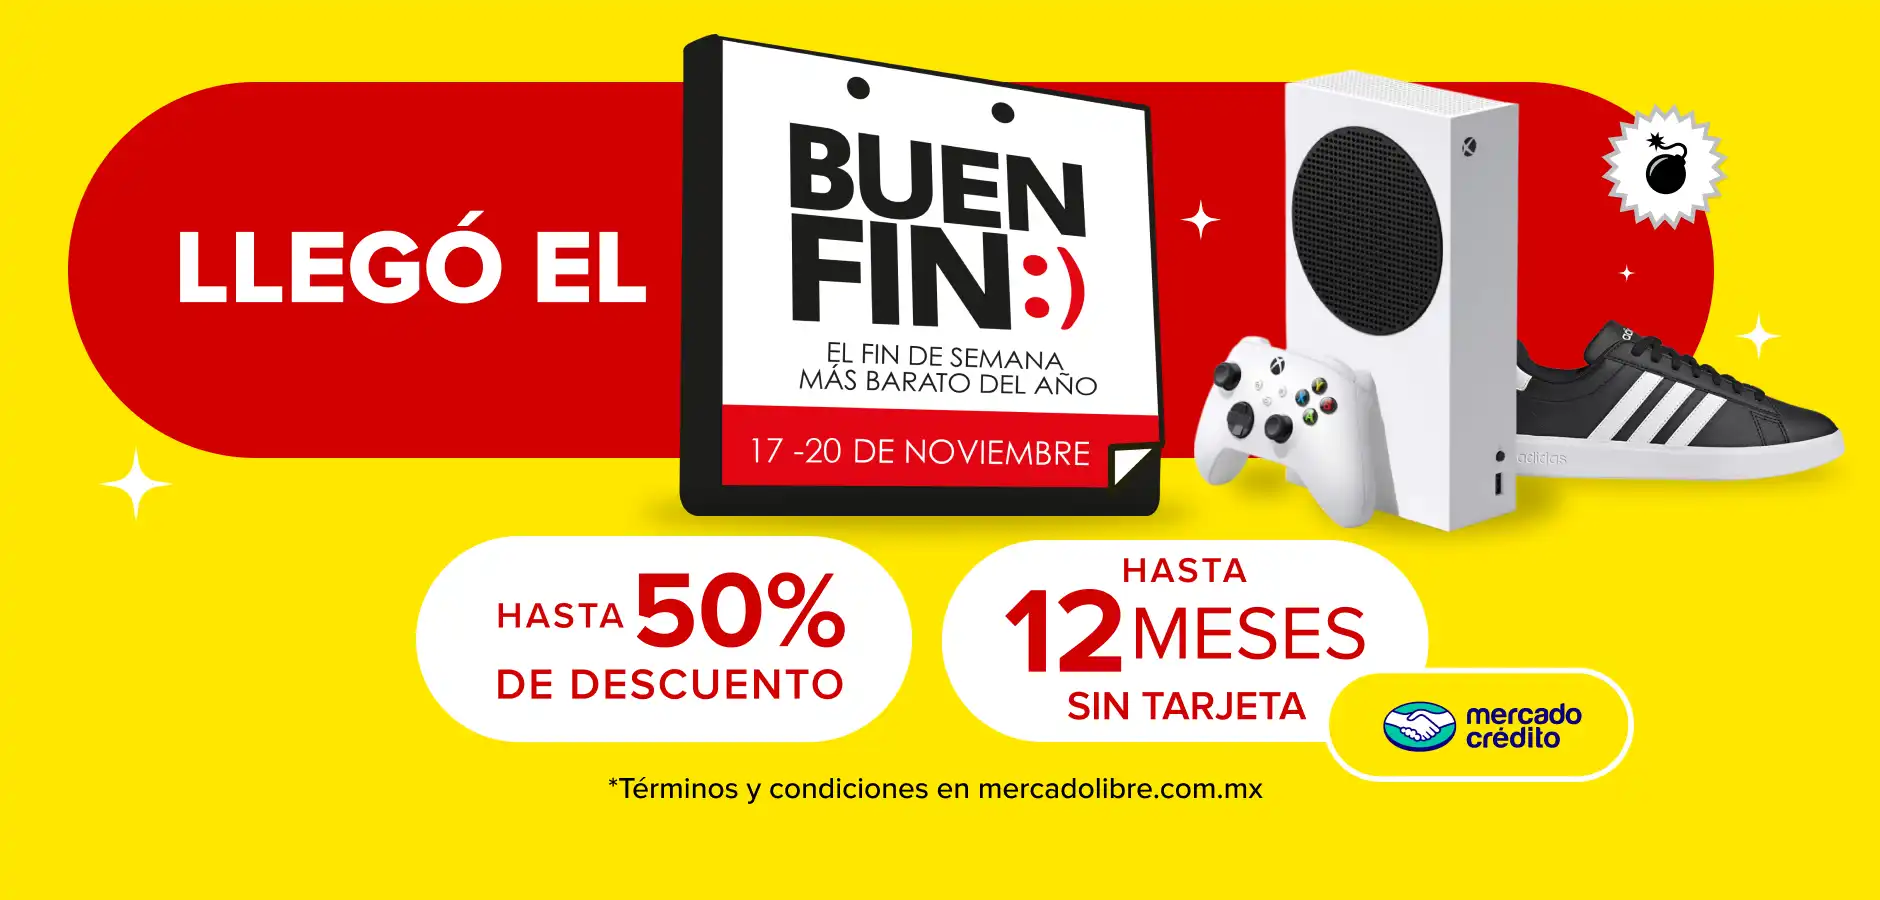 LLEGÓ EL
BUEN
FIN:)
EL FIN DE SEMANA
MÁS BARATO DEL AÑO
17 -20 DE NOVIEMBRE
Y
X
B
A
adidas
HASTA 50%
DE DESCUENTO
HASTA
12 MESES
SIN TARJETA
mercado
crédito
*Términos y condiciones en mercadolibre.com.mx